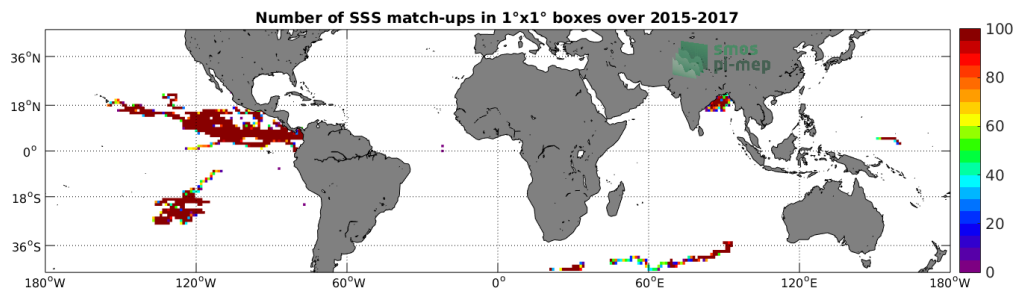 Number of SSS match-ups in 1°x1° boxes over 2015-2017
smos
pi-mep
36°N
18°N
0°
18°S
36°S
180°W
120°W
60°W
0°
60°E
120°E
180°W
100
80
60
40
20
0